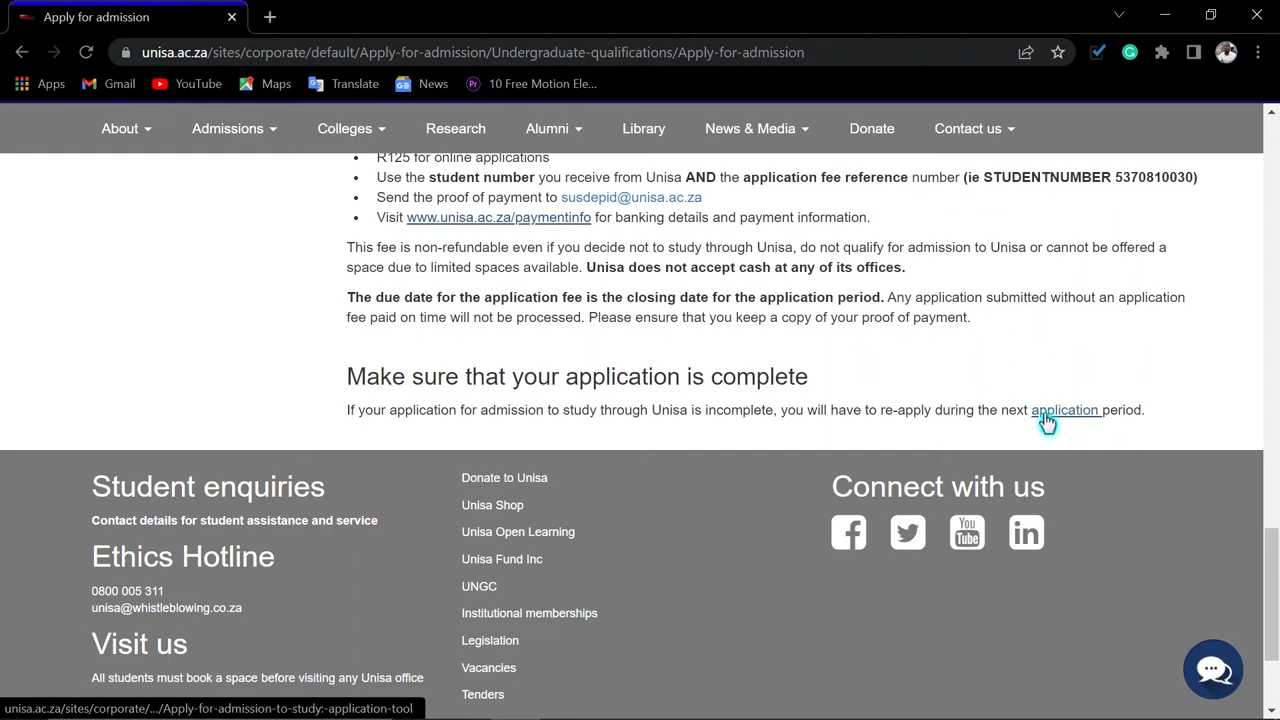 Apply for admission
unisa.ac.za/sites/corporate/default/Apply-for-admission/Undergraduate-qualifications/Apply-for-admission
Apps Gmail YouTube Maps Translate News 10 Free Motion Ele...
About Admissions Colleges Research Alumni Library News & Media Donate Contact us
• R125 for online applications
• Use the student number you receive from Unisa AND the application fee reference number (ie STUDENTNUMBER 5370810030)
• Send the proof of payment to susdepid@unisa.ac.za
• Visit www.unisa.ac.za/paymentinfo for banking details and payment information.
This fee is non-refundable even if you decide not to study through Unisa, do not qualify for admission to Unisa or cannot be offered a
space due to limited spaces available. Unisa does not accept cash at any of its offices.
The due date for the application fee is the closing date for the application period. Any application submitted without an application
fee paid on time will not be processed. Please ensure that you keep a copy of your proof of payment.
Make sure that your application is complete
If your application for admission to study through Unisa is incomplete, you will have to re-apply during the next application period.
Student enquiries
Contact details for student assistance and service
Ethics Hotline
0800 005 311
unisa@whistleblowing.co.za
Visit us
All students must book a space before visiting any Unisa office
Donate to Unisa
Unisa Shop
Unisa Open Learning
Unisa Fund Inc
UNGC
Institutional memberships
Legislation
Vacancies
Tenders
Connect with us
You
Tube
unisa.ac.za/sites/corporate/.../Apply-for-admission-to-study:-application-tool